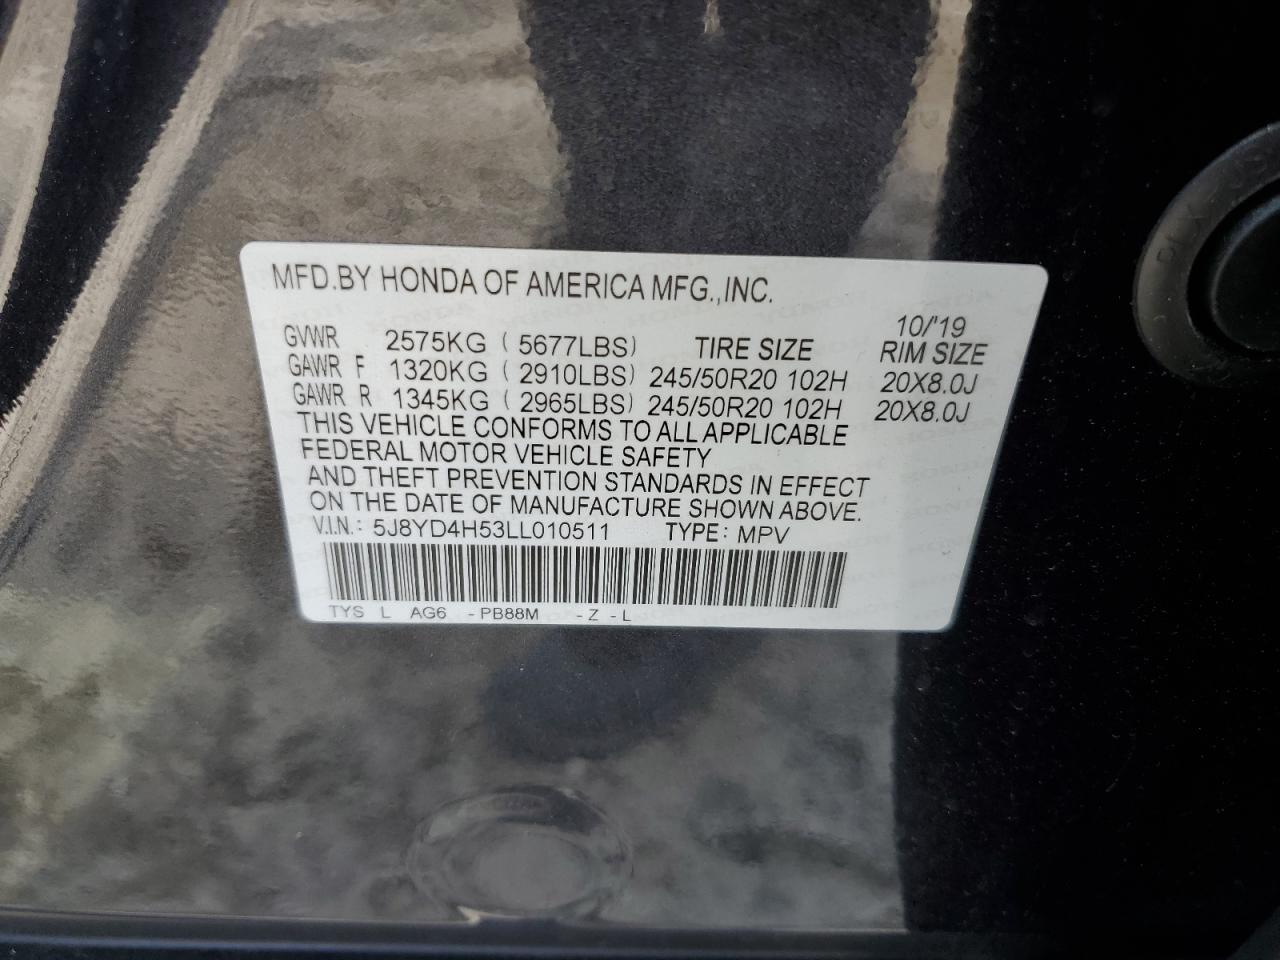 MFD.BY HONDA OF AMERICA MFG.,INC.
10/'19
GVWR 2575KG ( 5677LBS) TIRE SIZE RIM SIZE
GAWR F 1320KG ( 2910LBS) 245/50R20 102H 20X8.0J
GAWR R 1345KG ( 2965LBS) 245/50R20 102H 20X8.0J
THIS VEHICLE CONFORMS TO ALL APPLICABLE
FEDERAL MOTOR VEHICLE SAFETY
AND THEFT PREVENTION STANDARDS IN EFFECT
ON THE DATE OF MANUFACTURE SHOWN ABOVE.
V.I.N.: 5J8YD4H53LL010511 TYPE: MPV
TYS L AG6 -PB88M -Z -L